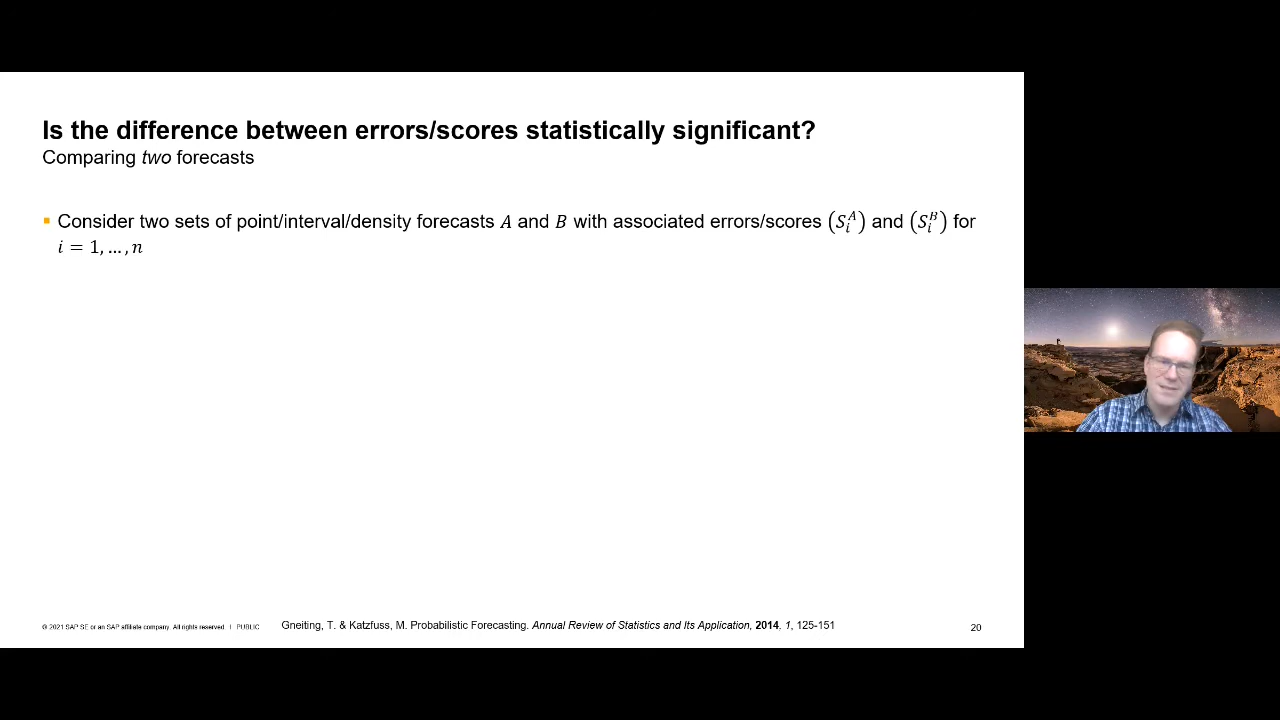 Is the difference between errors/scores statistically significant?
Comparing two forecasts
▪ Consider two sets of point/interval/density forecasts A and B with associated errors/scores (S_i^A) and (S_i^B) for
i = 1, … , n
© 2021 SAP SE or an SAP affiliate company. All rights reserved. | PUBLIC
Gneiting, T. & Katzfuss, M. Probabilistic Forecasting. Annual Review of Statistics and Its Application, 2014, 1, 125-151
20